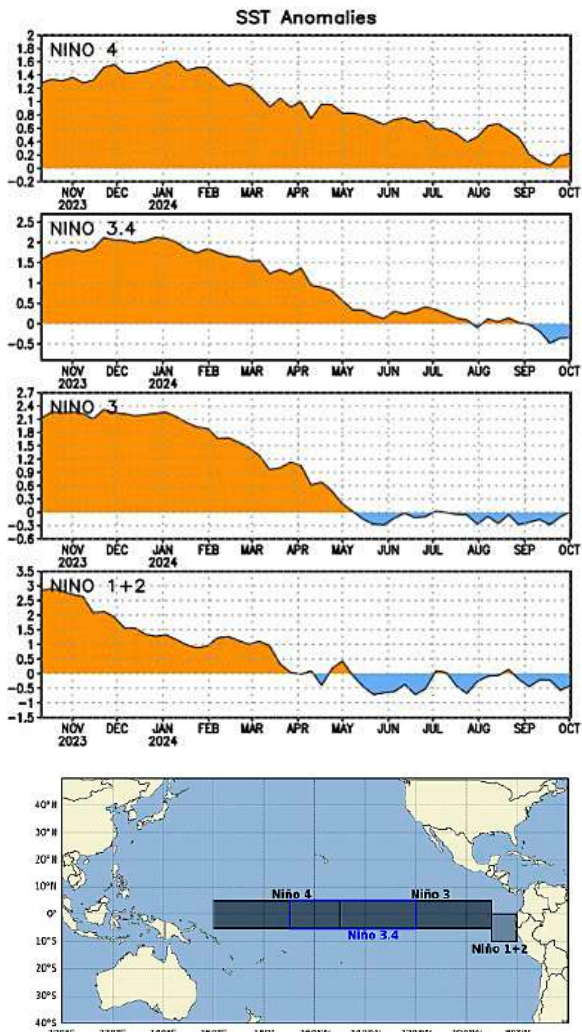 SST Anomalies
NINO 4
2
1.8
1.6
1.4
1.2
1
0.8
0.6
0.4
0.2
0
-0.2
NOV DEC JAN FEB MAR APR MAY JUN JUL AUG SEP OCT
2023 2024
NINO 3.4
2.5
2
1.5
1
0.5
0
-0.5
NOV DEC JAN FEB MAR APR MAY JUN JUL AUG SEP OCT
2023 2024
NINO 3
2.7
2.4
2.1
1.8
1.5
1.2
0.9
0.6
0.3
0
-0.3
-0.6
NOV DEC JAN FEB MAR APR MAY JUN JUL AUG SEP OCT
2023 2024
NINO 1+2
3.5
3
2.5
2
1.5
1
0.5
0
-0.5
-1
-1.5
NOV DEC JAN FEB MAR APR MAY JUN JUL AUG SEP OCT
2023 2024
40°N
30°N
20°N
10°N
0°
10°S
20°S
30°S
40°S
Niño 4 Niño 3
Niño 3.4
Niño 1+2